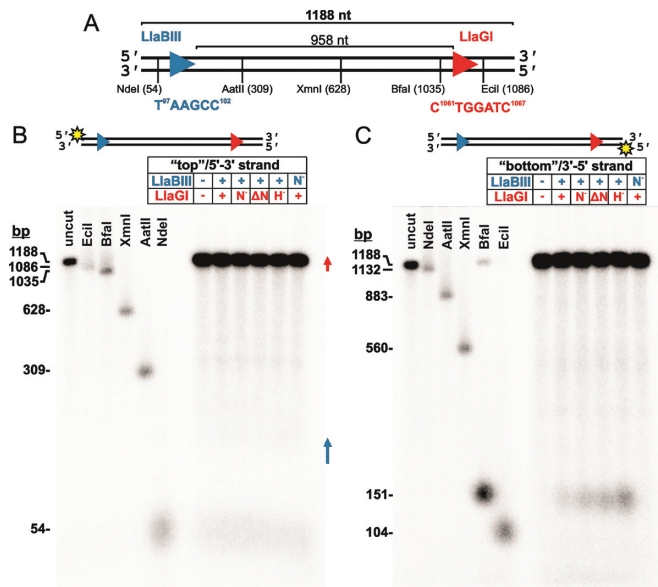 A
1188 nt
LlaBIII
LlaGI
958 nt
5′ 3′
3′ 5′
NdeI (54) AatII (309) XmnI (628) BfaI (1035) EciI (1086)
T⁹⁷AAGCC¹⁰² C¹⁰⁶¹TGGATC¹⁰⁶⁷
B
5′ 3′
3′ 5′
"top"/5'-3' strand
LlaBIII - + + + + N⁻
LlaGI - + N⁻ ΔN H⁻ +
bp
uncut EciI BfaI XmnI AatII NdeI
1188
1086
1035
628-
309-
54-
C
5′ 3′
3′ 5′
"bottom"/3'-5' strand
LlaBIII - + + + + N⁻
LlaGI - + N⁻ ΔN H⁻ +
bp
uncut NdeI AatII XmnI BfaI EciI
1188
1132
883-
560-
151-
104-